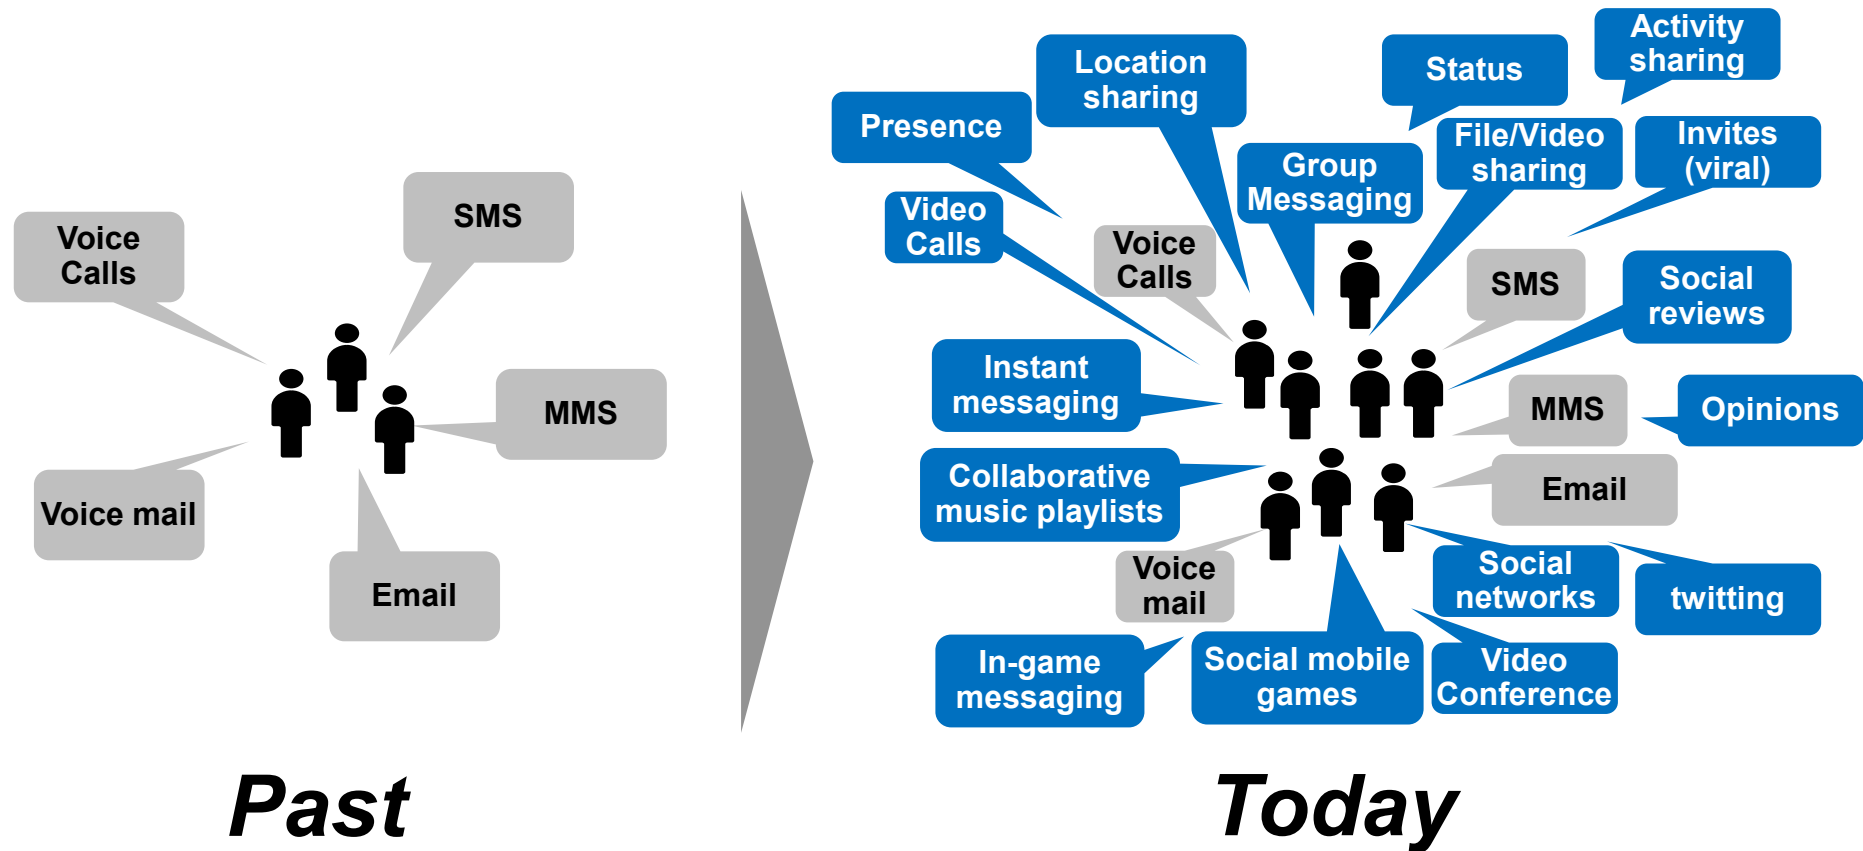 Voice
Calls
SMS
MMS
Voice mail
Email
Past
Activity
sharing
Location
sharing
Status
Presence
File/Video
sharing
Invites
(viral)
Group
Messaging
Video
Calls
Voice
Calls
SMS
Social
reviews
Instant
messaging
MMS
Opinions
Collaborative
music playlists
Email
Voice
mail
Social
networks
twitting
In-game
messaging
Social mobile
games
Video
Conference
Today